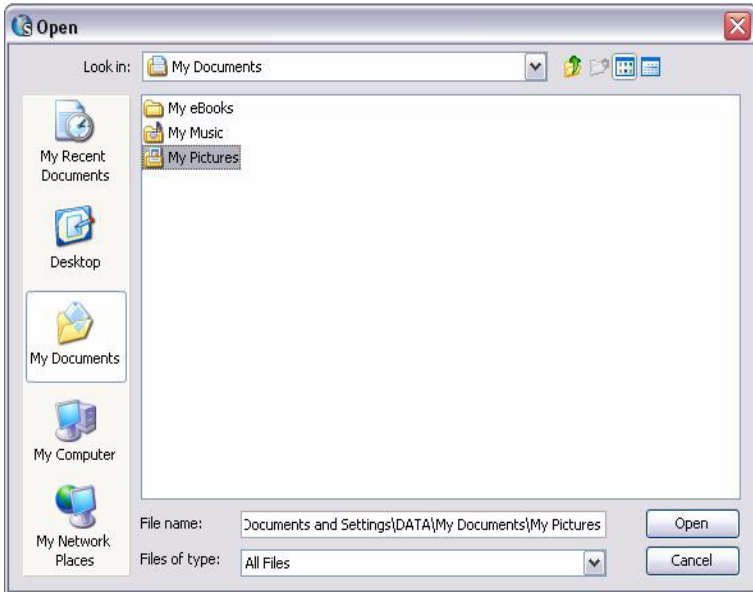 Open
Look in:
My Documents
My eBooks
My Music
My Pictures
My Recent
Documents
Desktop
My Documents
My Computer
My Network
Places
File name:
Documents and Settings\DATA\My Documents\My Pictures
Open
Files of type:
All Files
Cancel